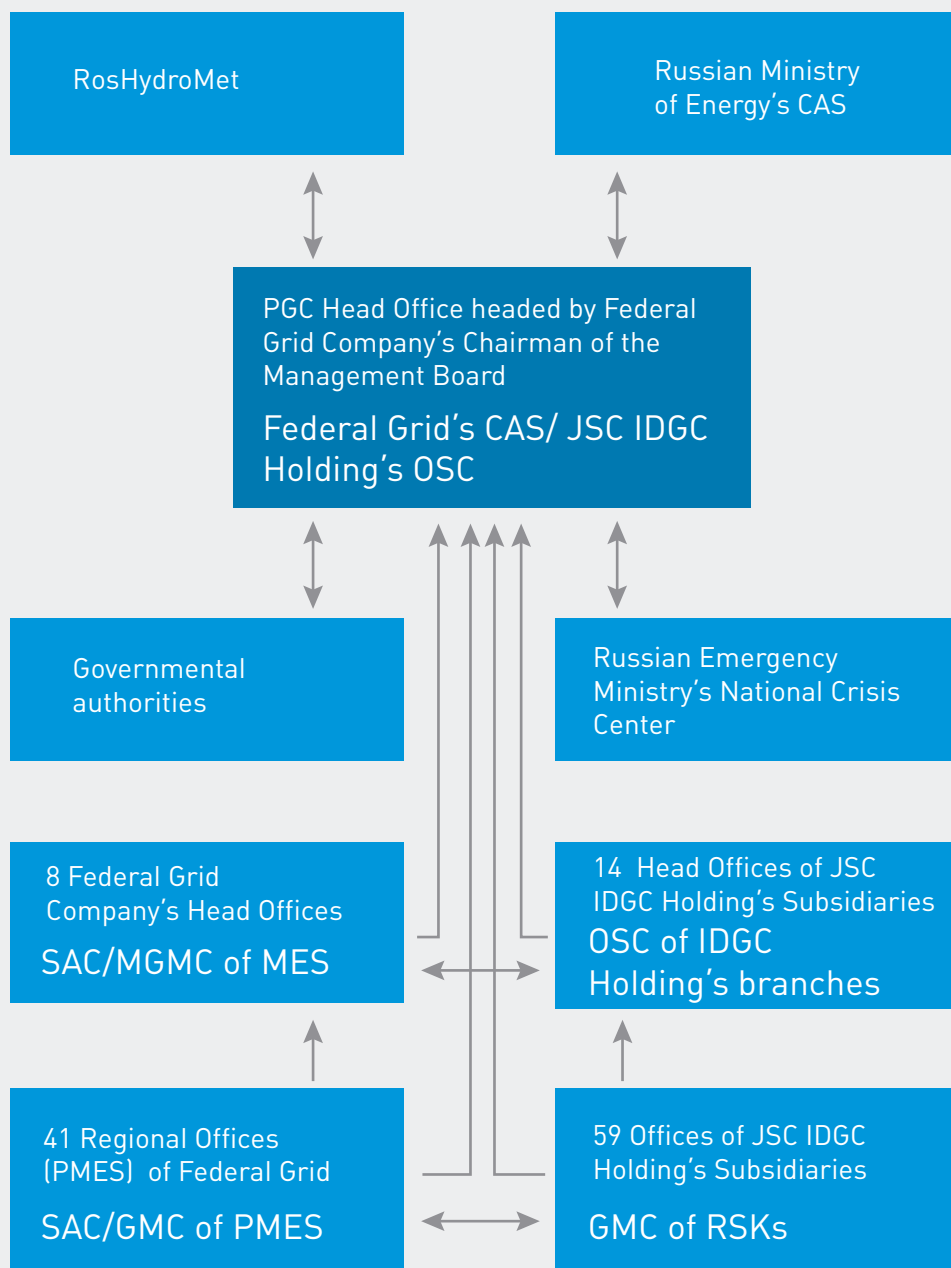 RosHydroMet
Russian Ministry
of Energy's CAS
PGC Head Office headed by Federal
Grid Company's Chairman of the
Management Board
Federal Grid's CAS/ JSC IDGC
Holding's OSC
Governmental
authorities
Russian Emergency
Ministry's National Crisis
Center
8 Federal Grid
Company's Head Offices
SAC/MGMC of MES
14 Head Offices of JSC
IDGC Holding's Subsidiaries
OSC of IDGC
Holding's branches
41 Regional Offices
(PMES) of Federal Grid
SAC/GMC of PMES
59 Offices of JSC IDGC
Holding's Subsidiaries
GMC of RSKs